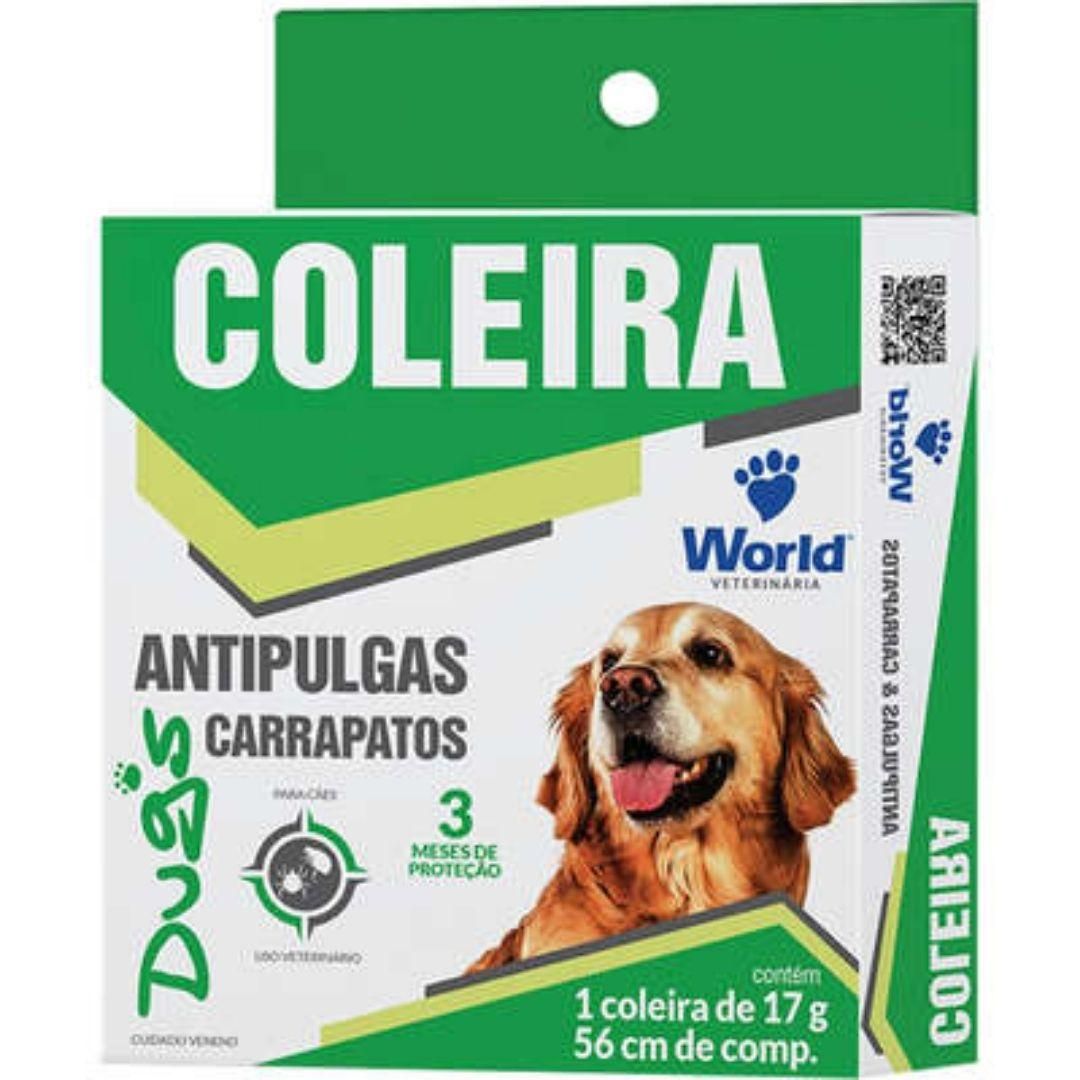 COLEIRA
World
VETERINÁRIA
ANTIPULGAS
CARRAPATOS
Dug's
PARA CÃES
3
MESES DE
PROTEÇÃO
USO VETERINÁRIO
CUIDADO VENENO
contém
1 coleira de 17 g
56 cm de comp.
World
ANTIPULGAS & CARRAPATOS
COLEIRA